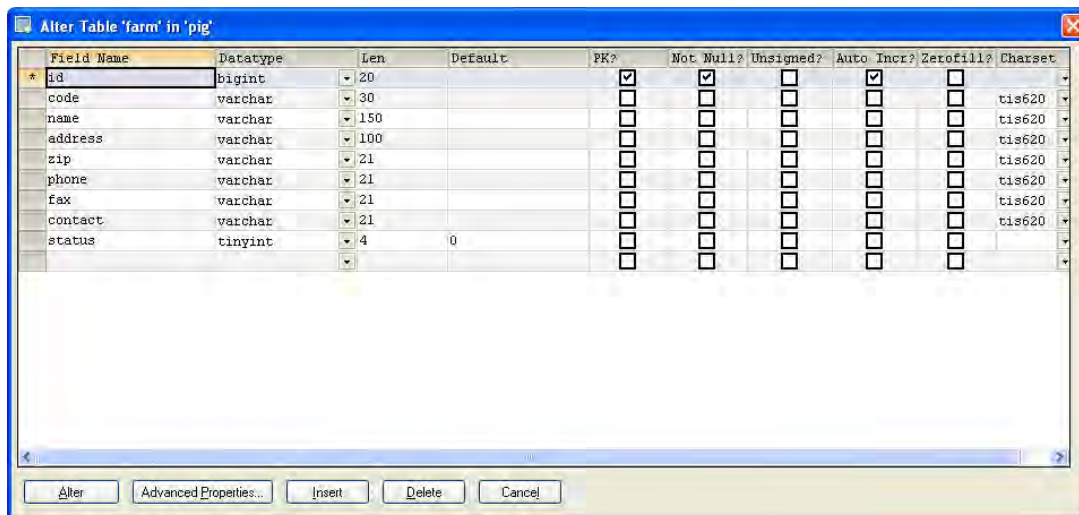 Alter Table 'farm' in 'pig'
Field Name Datatype Len Default PK? Not Null? Unsigned? Auto Incr? Zerofill? Charset
* id bigint 20
code varchar 30 tis620
name varchar 150 tis620
address varchar 100 tis620
zip varchar 21 tis620
phone varchar 21 tis620
fax varchar 21 tis620
contact varchar 21 tis620
status tinyint 4 0
Alter Advanced Properties... Insert Delete Cancel